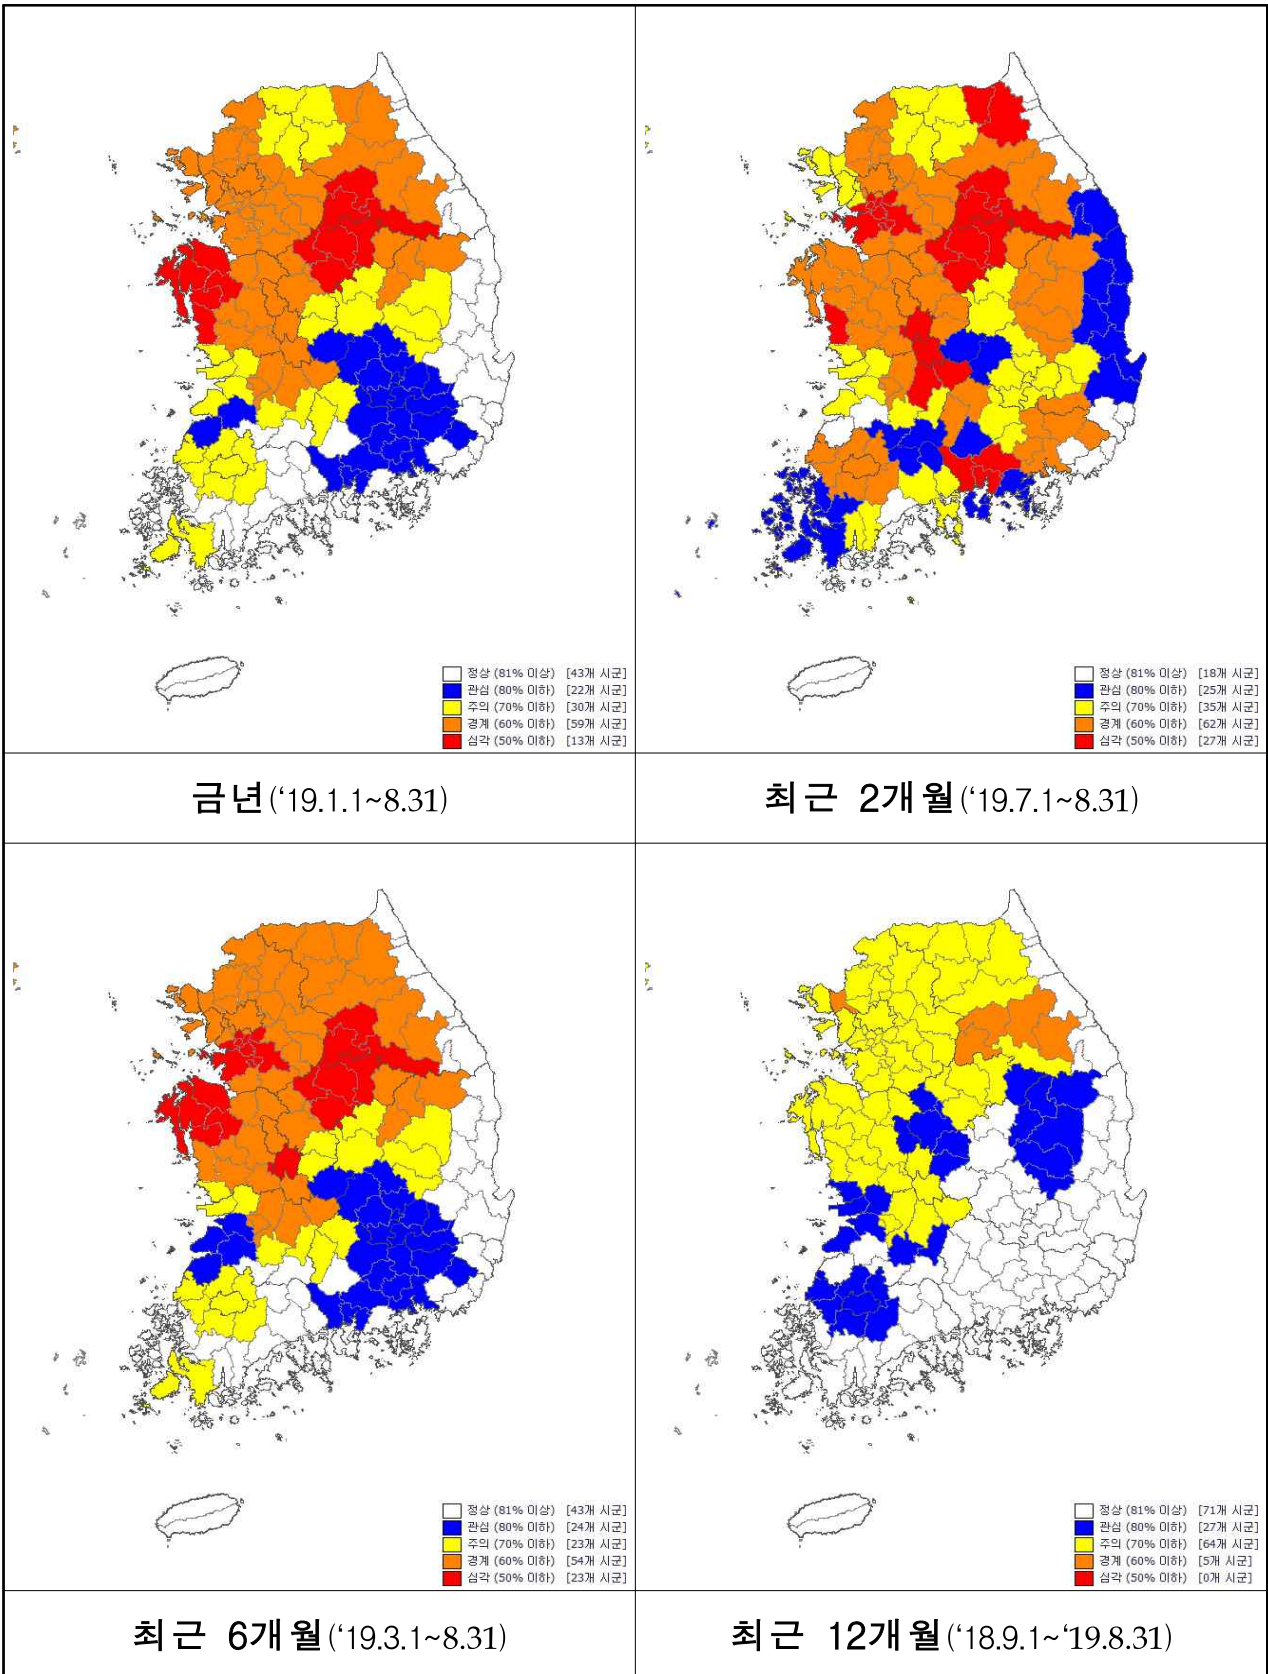 정상 (81% 이상) [43개 시군]
관심 (80% 이하) [22개 시군]
주의 (70% 이하) [30개 시군]
경계 (60% 이하) [59개 시군]
심각 (50% 이하) [13개 시군]
정상 (81% 이상) [18개 시군]
관심 (80% 이하) [25개 시군]
주의 (70% 이하) [35개 시군]
경계 (60% 이하) [62개 시군]
심각 (50% 이하) [27개 시군]
금년(‘19.1.1~8.31)
최근 2개월(‘19.7.1~8.31)
정상 (81% 이상) [43개 시군]
관심 (80% 이하) [24개 시군]
주의 (70% 이하) [23개 시군]
경계 (60% 이하) [54개 시군]
심각 (50% 이하) [23개 시군]
정상 (81% 이상) [71개 시군]
관심 (80% 이하) [27개 시군]
주의 (70% 이하) [64개 시군]
경계 (60% 이하) [5개 시군]
심각 (50% 이하) [0개 시군]
최근 6개월(‘19.3.1~8.31)
최근 12개월(‘18.9.1~‘19.8.31)